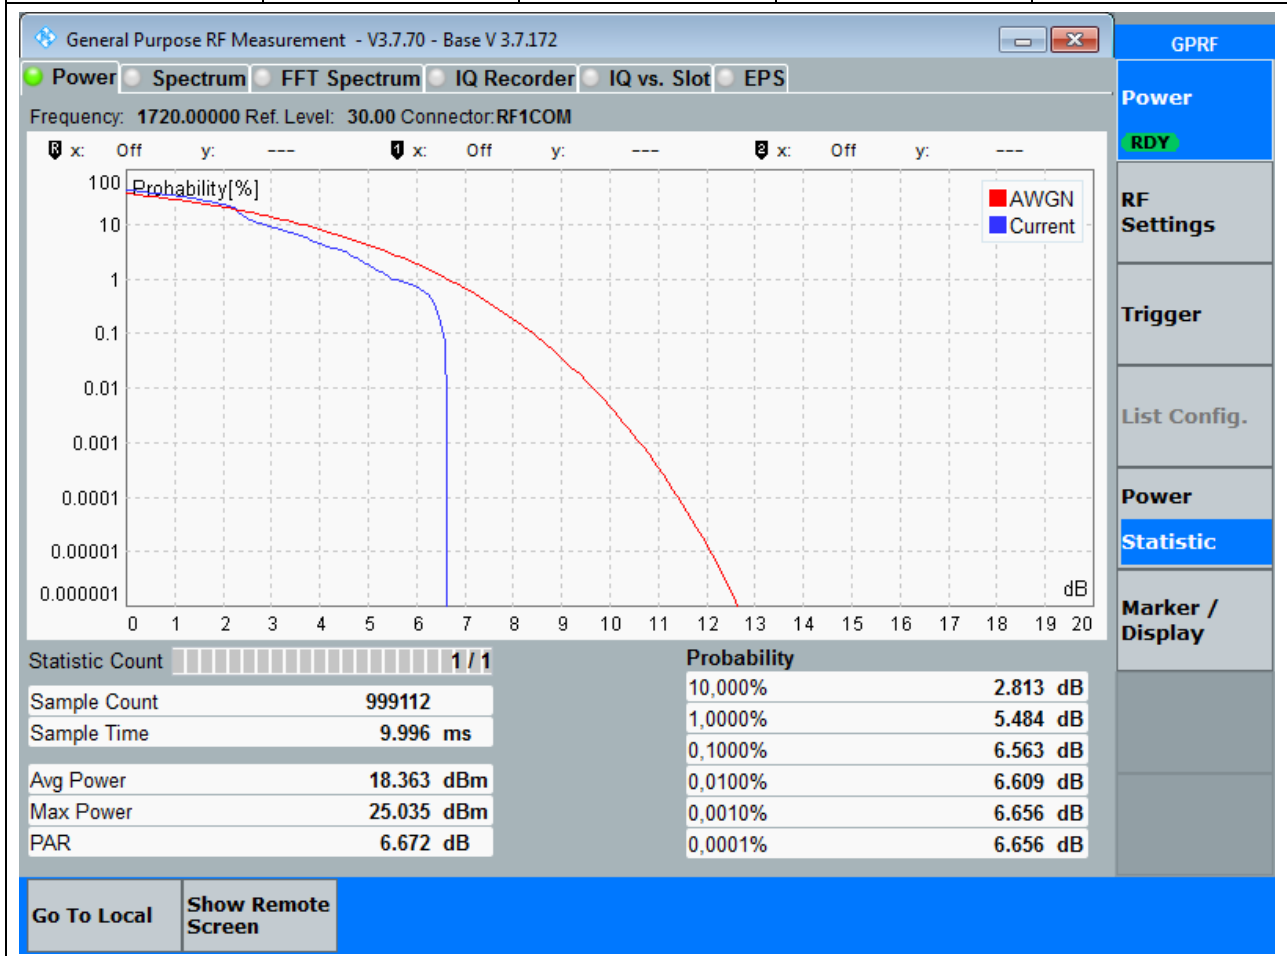 General Purpose RF Measurement - V3.7.70 - Base V 3.7.172
GPRF
Power Spectrum FFT Spectrum IQ Recorder IQ vs. Slot EPS
Power
RDY
Frequency: 1720.00000 Ref. Level: 30.00 Connector:RF1COM
R x: Off y: --- 1 x: Off y: --- 2 x: Off y: ---
Probability[%]
AWGN
Current
100
10
1
0.1
0.01
0.001
0.0001
0.00001
0.000001
dB
0 1 2 3 4 5 6 7 8 9 10 11 12 13 14 15 16 17 18 19 20
RF
Settings
Trigger
List Config.
Power
Statistic
Marker /
Display
Statistic Count 1 / 1
Sample Count 999112
Sample Time 9.996 ms
Avg Power 18.363 dBm
Max Power 25.035 dBm
PAR 6.672 dB
Probability
10,000% 2.813 dB
1,0000% 5.484 dB
0,1000% 6.563 dB
0,0100% 6.609 dB
0,0010% 6.656 dB
0,0001% 6.656 dB
Go To Local
Show Remote
Screen